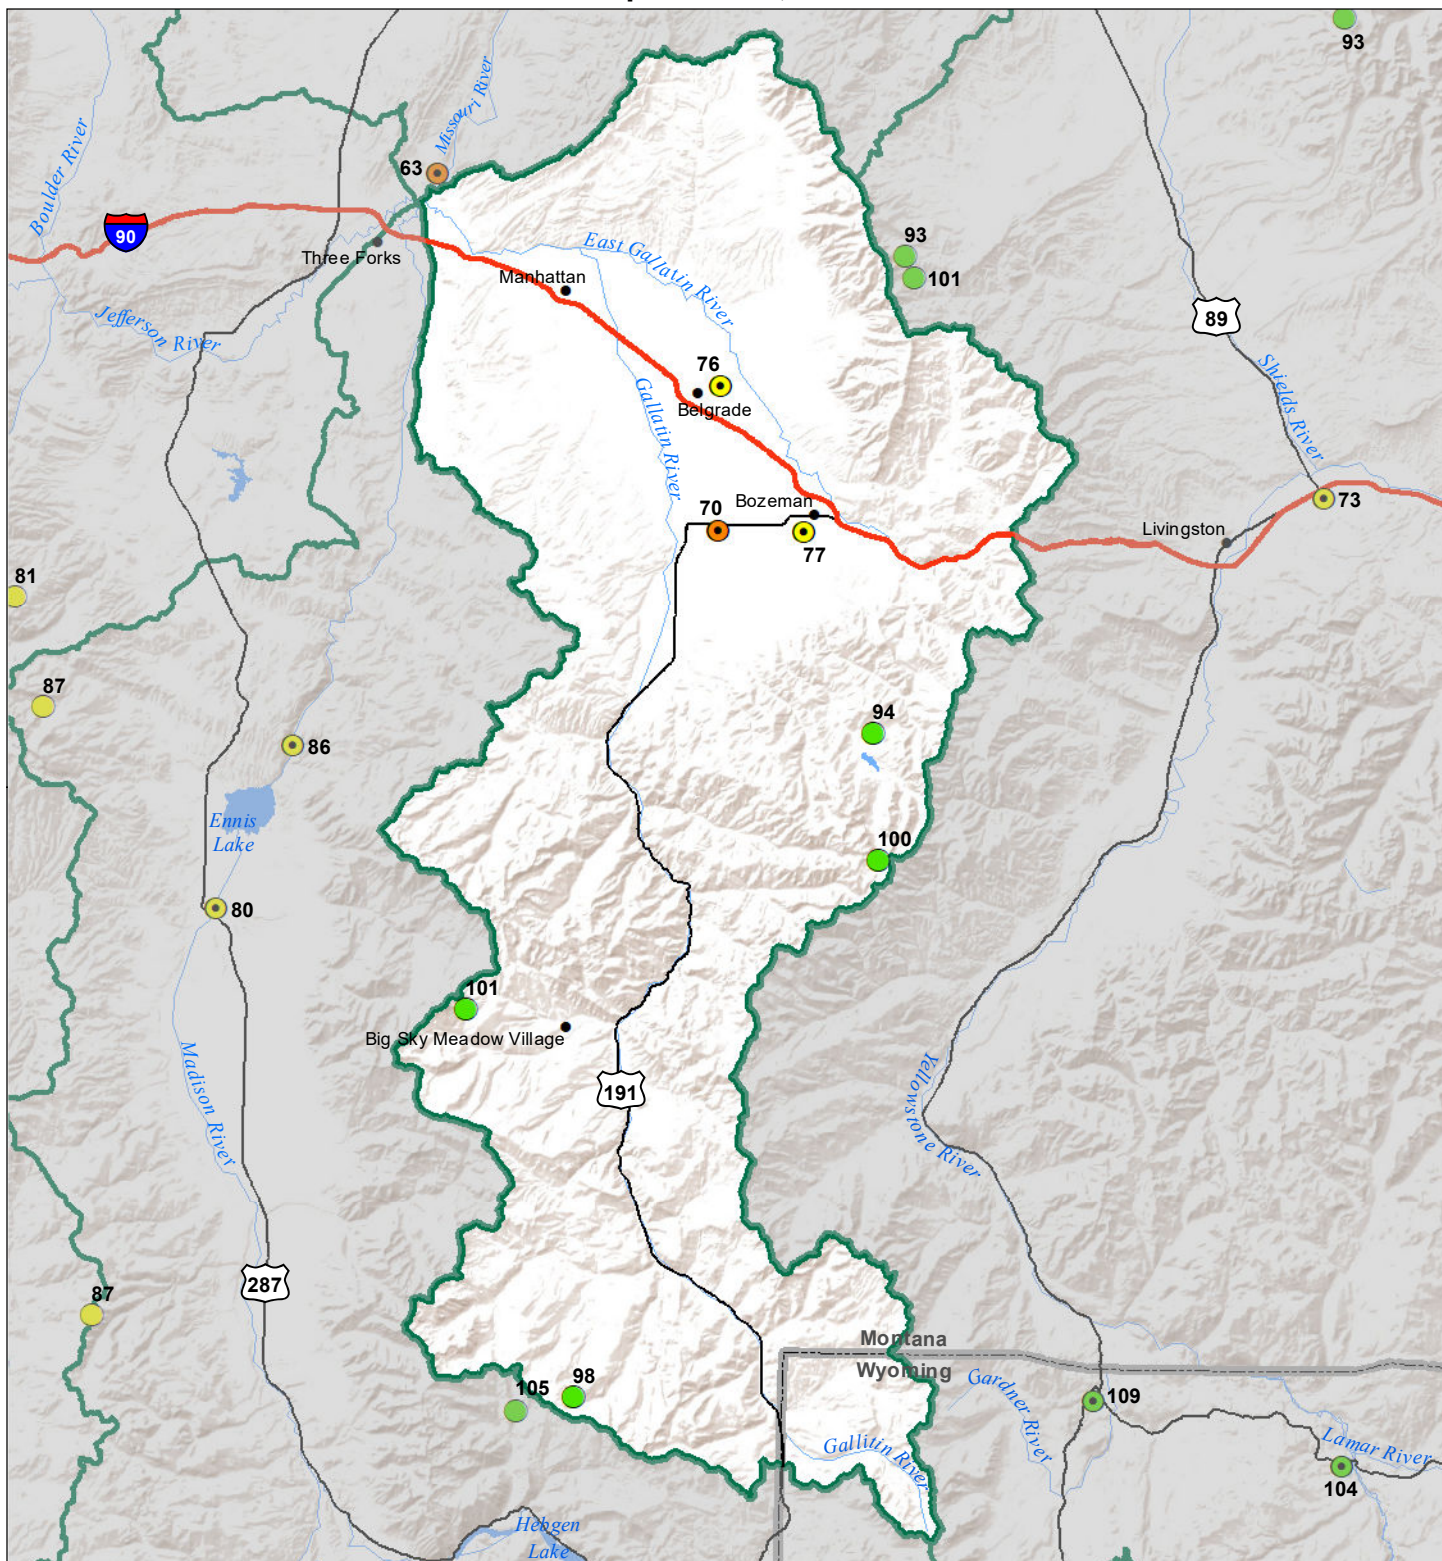 93
Missouri River
Boulder River
63
90
Three Forks
East Gallatin River
93
101
Manhattan
89
Jefferson River
76
Belgrade
Gallatin River
Shields River
70
Bozeman
77
73
Livingston
81
87
94
86
Ennis
Lake
100
80
101
Big Sky Meadow Village
Madison River
191
Yellowstone River
287
87
Montana
Wyoming
105
98
Gardner River
109
Gallitin River
Lamar River
104
Hebgen
Lake